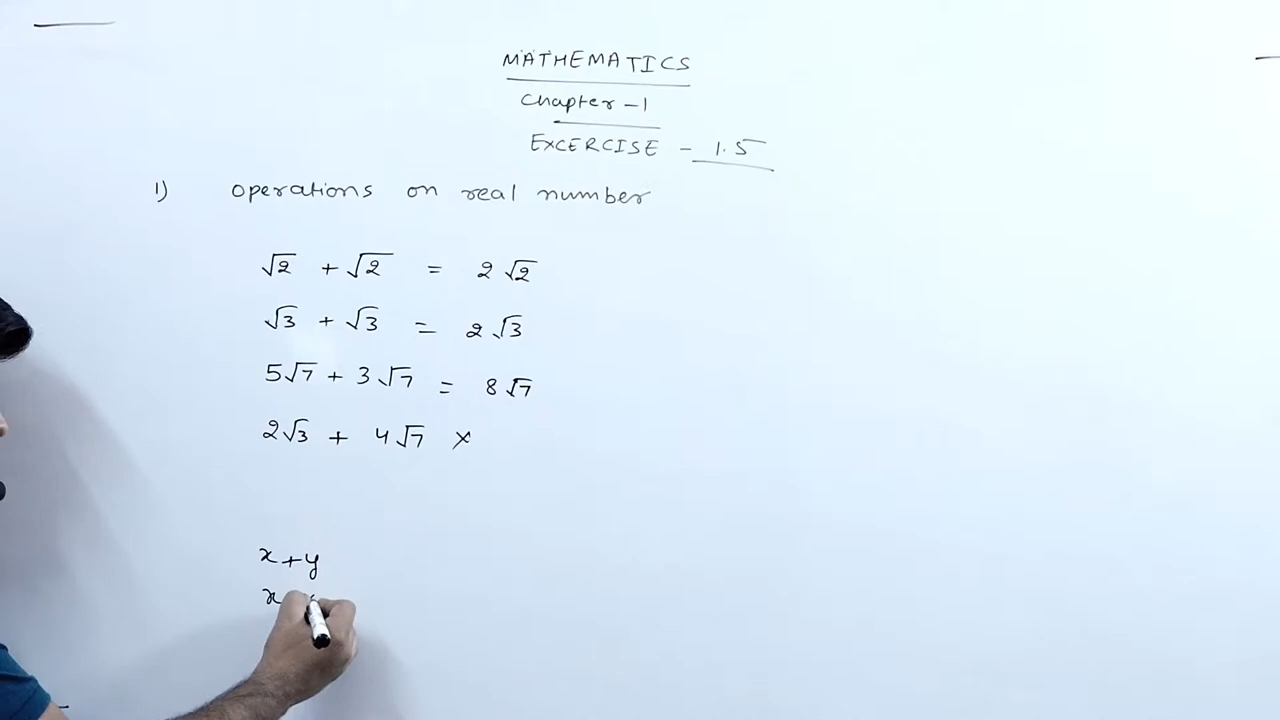 MATHEMATICS
Chapter - 1
EXCERCISE - 1.5
1) operations on real number
√2 + √2 = 2√2
√3 + √3 = 2√3
5√7 + 3√7 = 8√7
2√3 + 4√7 ×
x + y
x